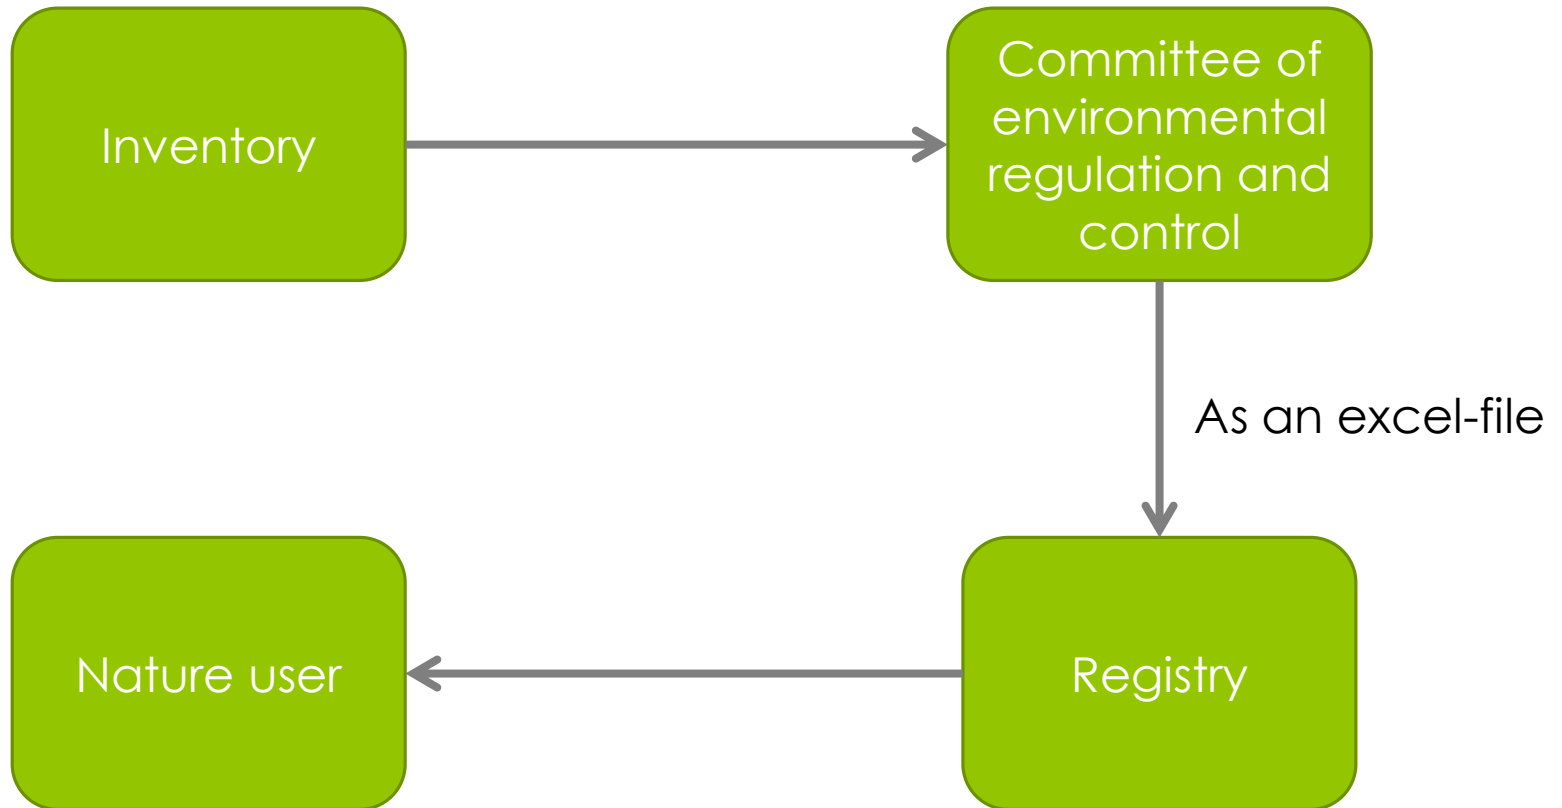 Inventory
Committee of
environmental
regulation and
control
As an excel-file
Nature user
Registry